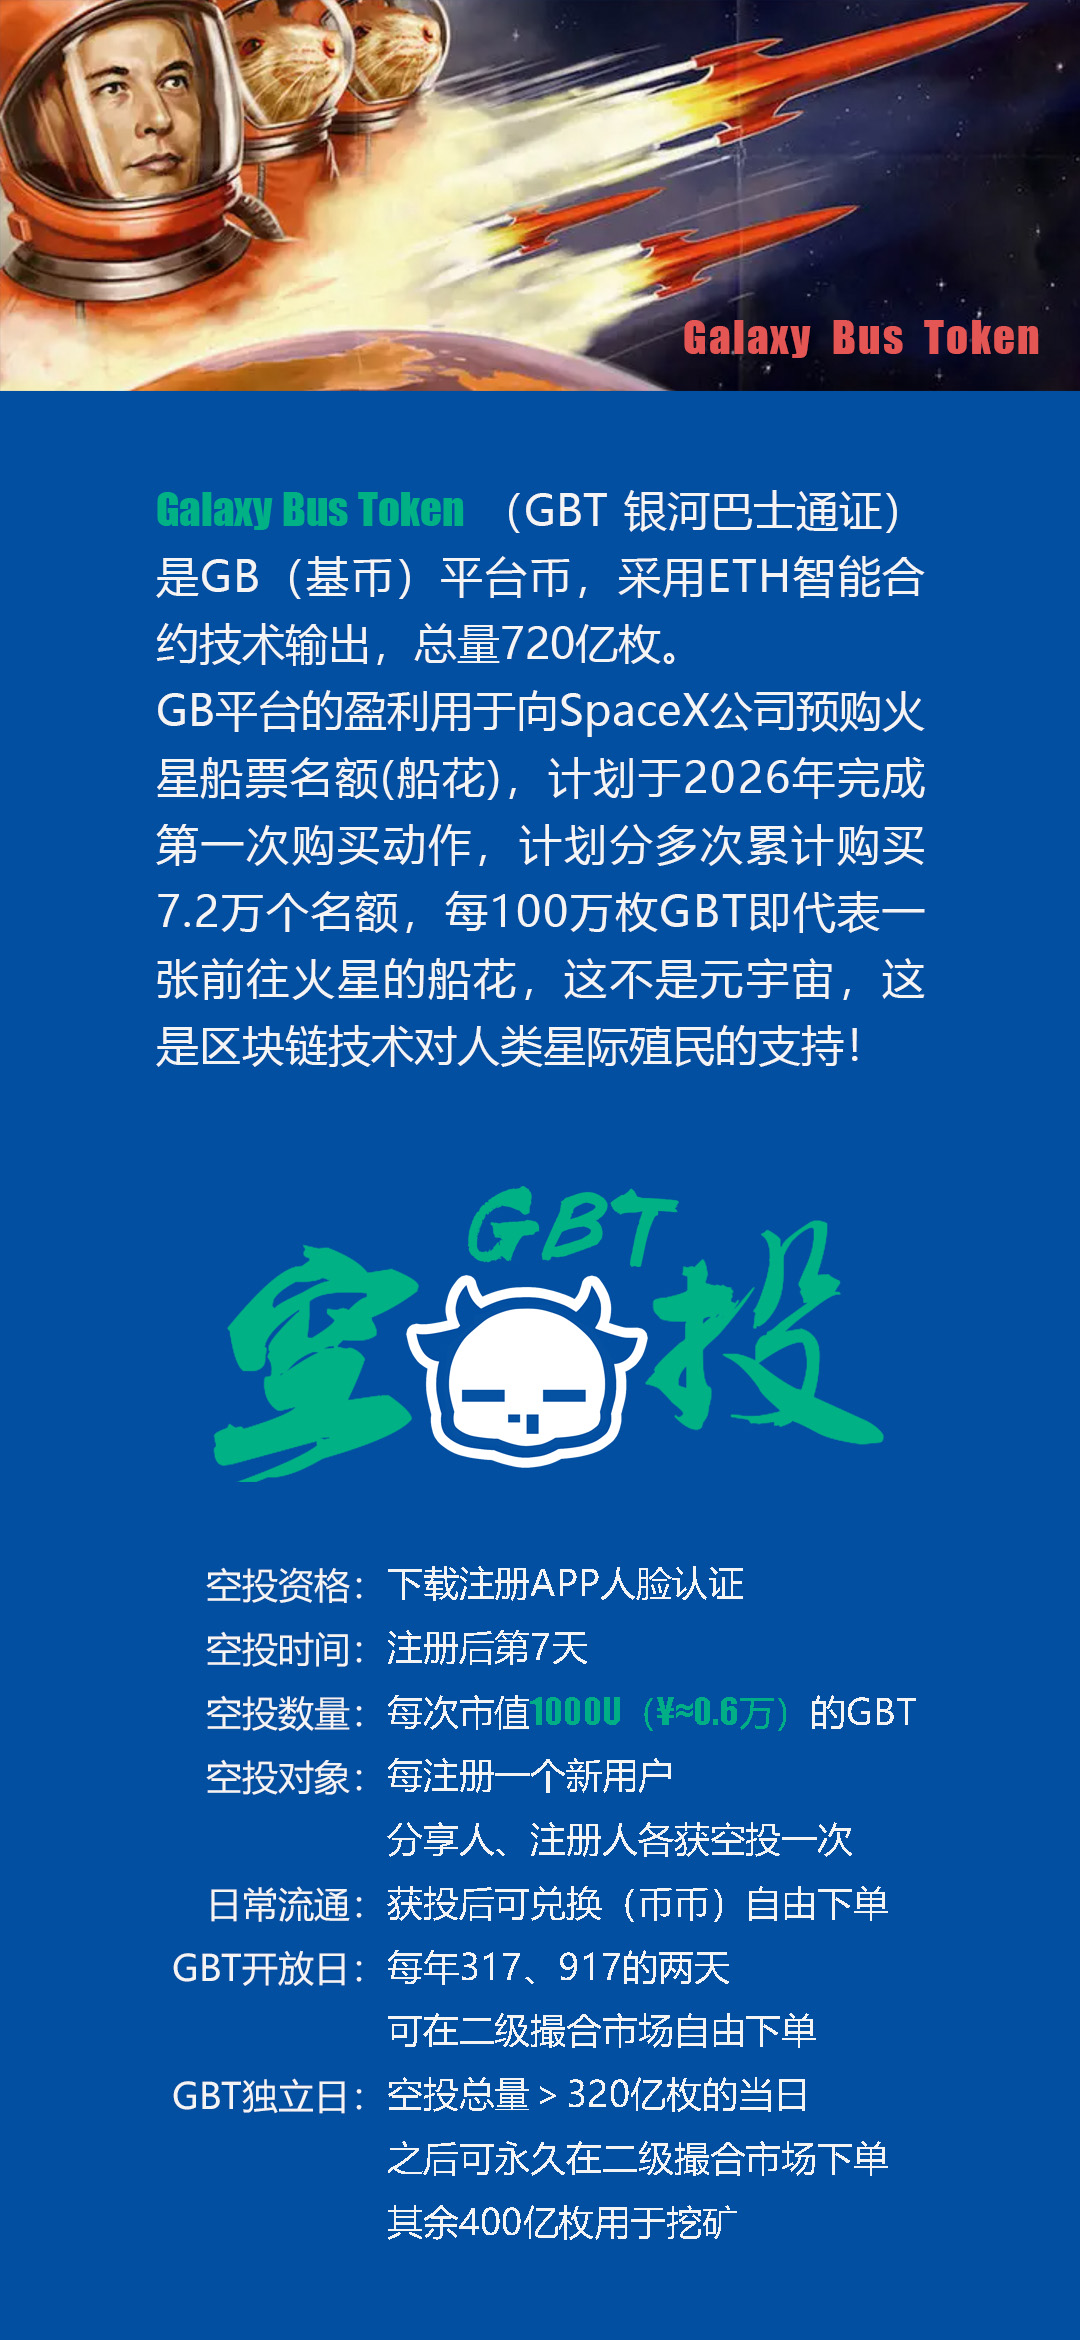 Galaxy Bus Token
Galaxy Bus Token （GBT 银河巴士通证）
是GB（基币）平台币，采用ETH智能合
约技术输出，总量720亿枚。
GB平台的盈利用于向SpaceX公司预购火
星船票名额(船花)，计划于2026年完成
第一次购买动作，计划分多次累计购买
7.2万个名额，每100万枚GBT即代表一
张前往火星的船花，这不是元宇宙，这
是区块链技术对人类星际殖民的支持！
GBT
空投
空投资格：下载注册APP人脸认证
空投时间：注册后第7天
空投数量：每次市值1000U（¥≈0.6万）的GBT
空投对象：每注册一个新用户
分享人、注册人各获空投一次
日常流通：获投后可兑换（币币）自由下单
GBT开放日：每年317、917的两天
可在二级撮合市场自由下单
GBT独立日：空投总量＞320亿枚的当日
之后可永久在二级撮合市场下单
其余400亿枚用于挖矿